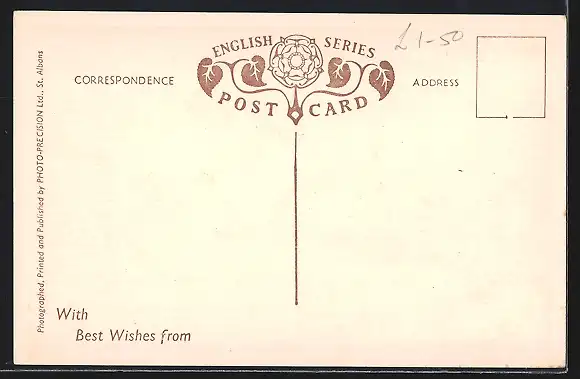 ENGLISH SERIES
£1-50
POST CARD
CORRESPONDENCE
ADDRESS
Photographed, Printed and Published by PHOTO-PRECISION Ltd., St. Albans
With
Best Wishes from